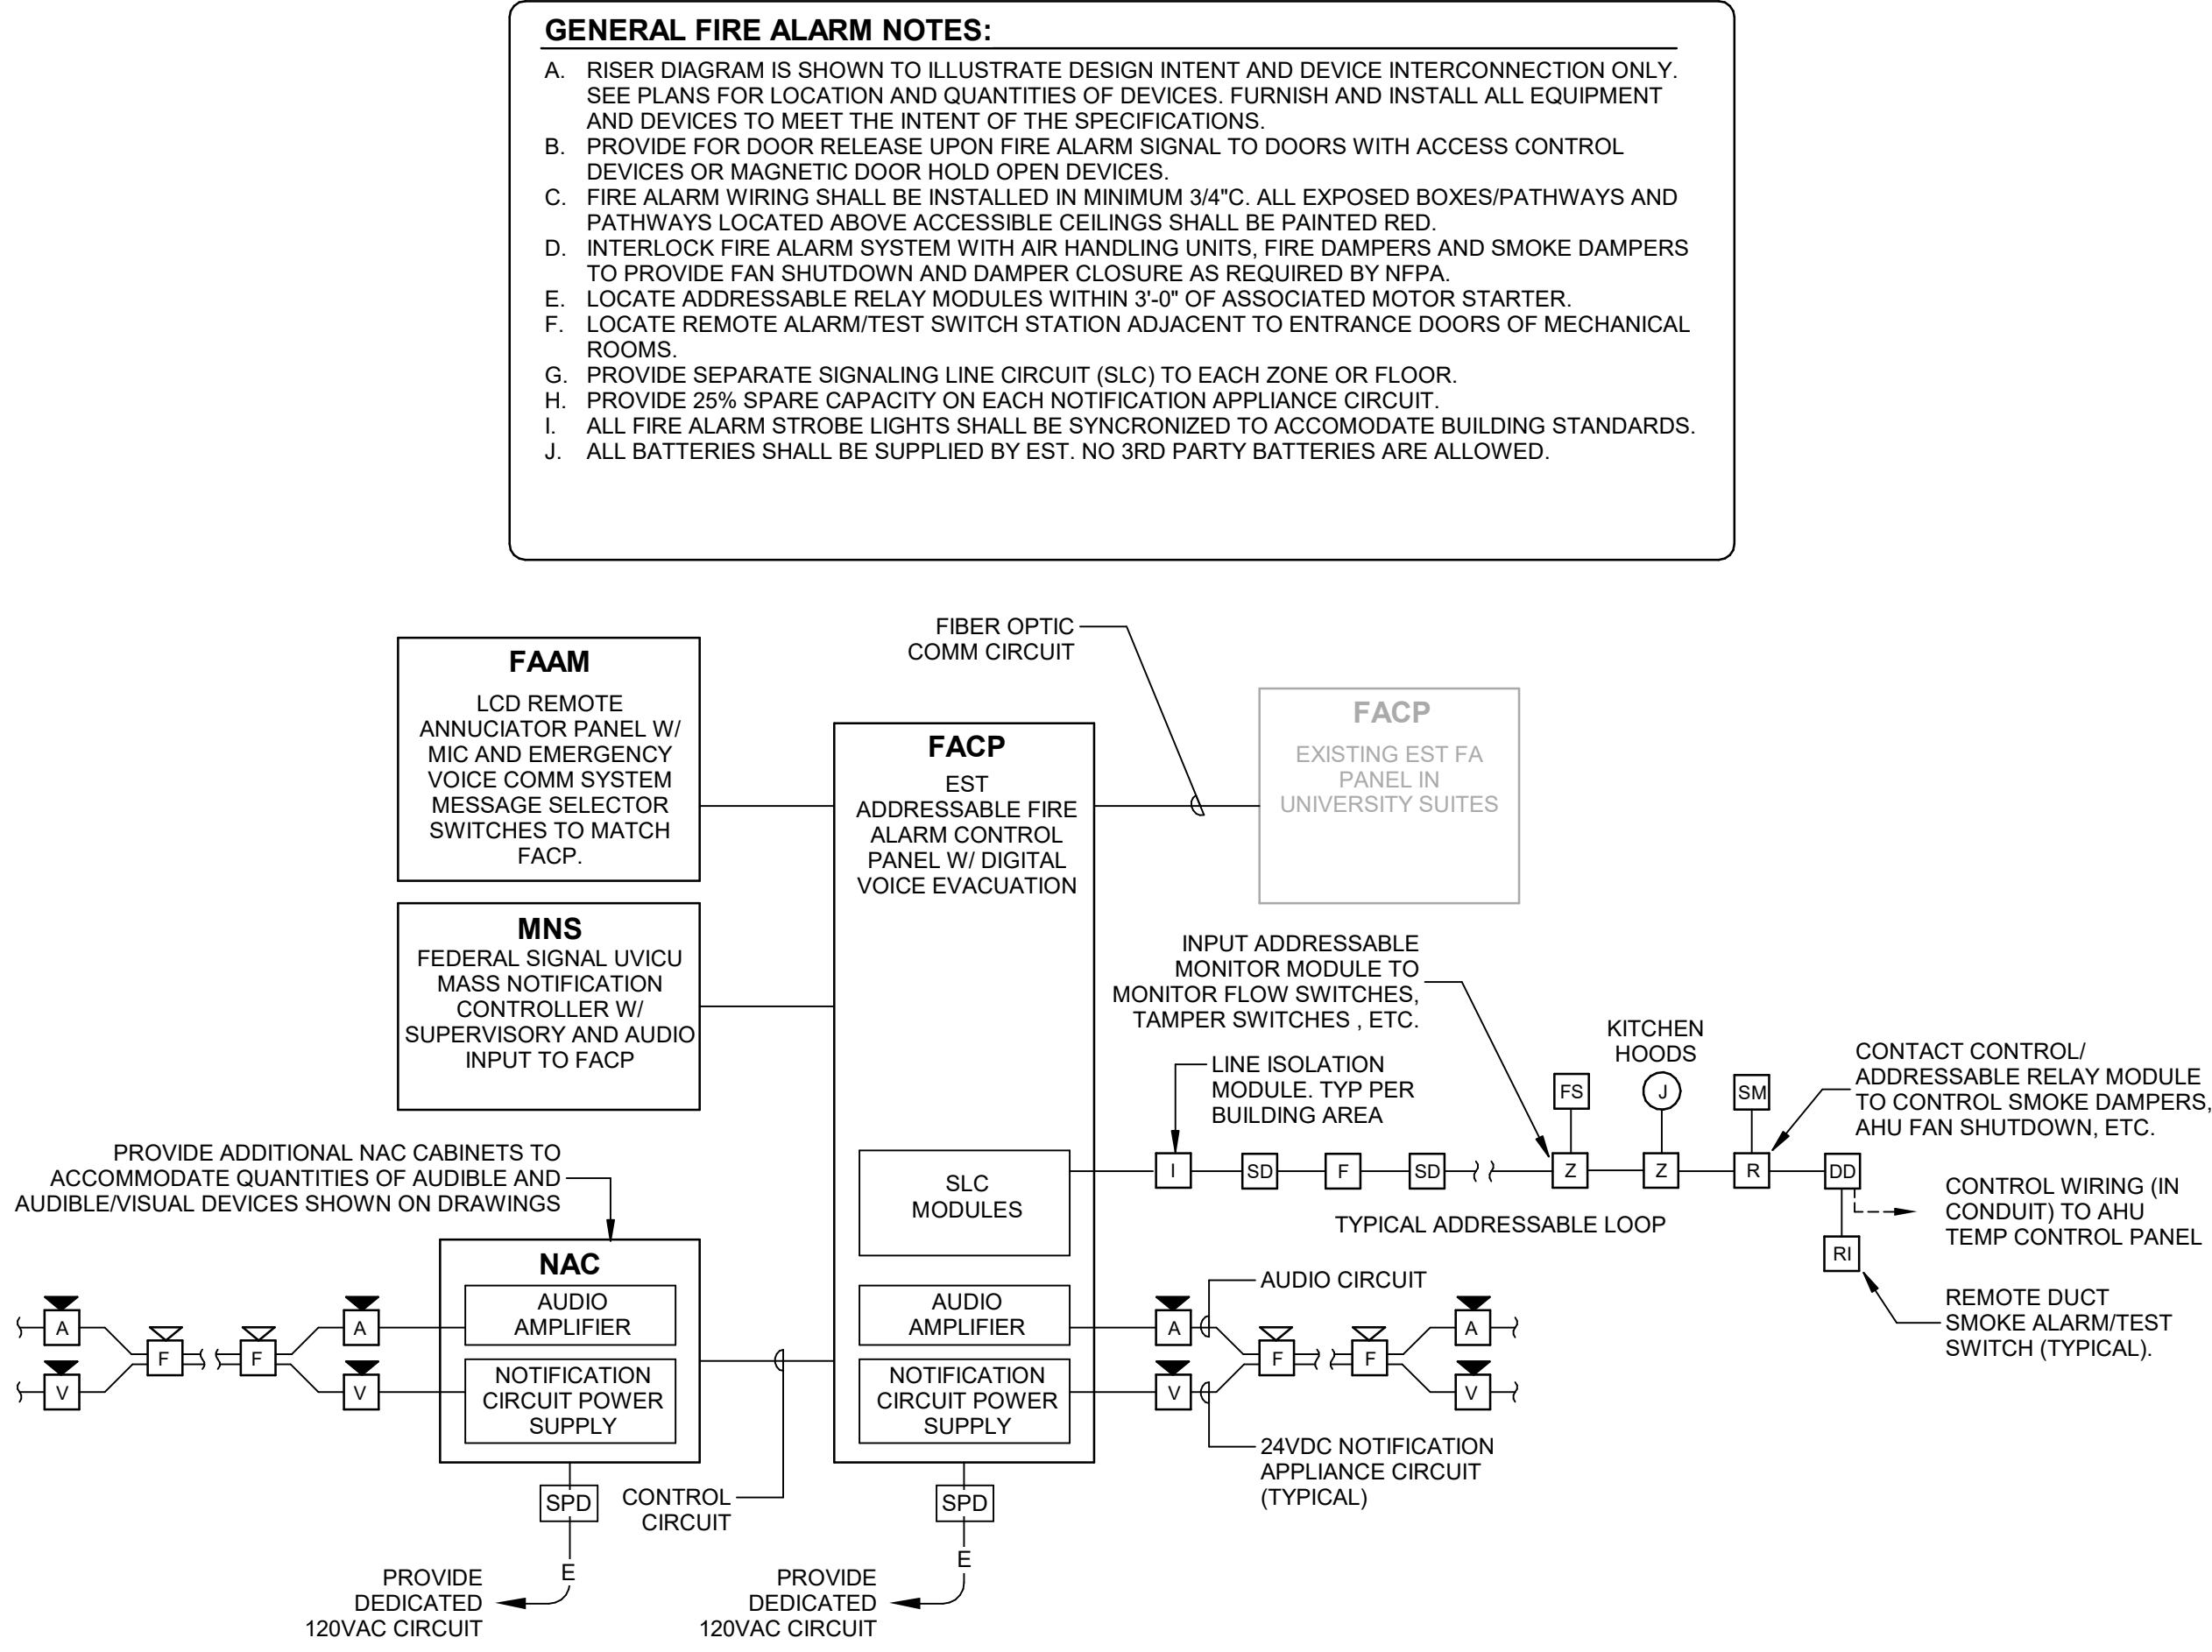 GENERAL FIRE ALARM NOTES:
A. RISER DIAGRAM IS SHOWN TO ILLUSTRATE DESIGN INTENT AND DEVICE INTERCONNECTION ONLY.
SEE PLANS FOR LOCATION AND QUANTITIES OF DEVICES. FURNISH AND INSTALL ALL EQUIPMENT
AND DEVICES TO MEET THE INTENT OF THE SPECIFICATIONS.
B. PROVIDE FOR DOOR RELEASE UPON FIRE ALARM SIGNAL TO DOORS WITH ACCESS CONTROL
DEVICES OR MAGNETIC DOOR HOLD OPEN DEVICES.
C. FIRE ALARM WIRING SHALL BE INSTALLED IN MINIMUM 3/4"C. ALL EXPOSED BOXES/PATHWAYS AND
PATHWAYS LOCATED ABOVE ACCESSIBLE CEILINGS SHALL BE PAINTED RED.
D. INTERLOCK FIRE ALARM SYSTEM WITH AIR HANDLING UNITS, FIRE DAMPERS AND SMOKE DAMPERS
TO PROVIDE FAN SHUTDOWN AND DAMPER CLOSURE AS REQUIRED BY NFPA.
E. LOCATE ADDRESSABLE RELAY MODULES WITHIN 3'-0" OF ASSOCIATED MOTOR STARTER.
F. LOCATE REMOTE ALARM/TEST SWITCH STATION ADJACENT TO ENTRANCE DOORS OF MECHANICAL
ROOMS.
G. PROVIDE SEPARATE SIGNALING LINE CIRCUIT (SLC) TO EACH ZONE OR FLOOR.
H. PROVIDE 25% SPARE CAPACITY ON EACH NOTIFICATION APPLIANCE CIRCUIT.
I. ALL FIRE ALARM STROBE LIGHTS SHALL BE SYNCRONIZED TO ACCOMODATE BUILDING STANDARDS.
J. ALL BATTERIES SHALL BE SUPPLIED BY EST. NO 3RD PARTY BATTERIES ARE ALLOWED.
FIBER OPTIC
COMM CIRCUIT
FAAM
LCD REMOTE
ANNUCIATOR PANEL W/
MIC AND EMERGENCY
VOICE COMM SYSTEM
MESSAGE SELECTOR
SWITCHES TO MATCH
FACP.
FACP
EST
ADDRESSABLE FIRE
ALARM CONTROL
PANEL W/ DIGITAL
VOICE EVACUATION
FACP
EXISTING EST FA
PANEL IN
UNIVERSITY SUITES
MNS
FEDERAL SIGNAL UVICU
MASS NOTIFICATION
CONTROLLER W/
SUPERVISORY AND AUDIO
INPUT TO FACP
INPUT ADDRESSABLE
MONITOR MODULE TO
MONITOR FLOW SWITCHES,
TAMPER SWITCHES , ETC.
LINE ISOLATION
MODULE. TYP PER
BUILDING AREA
KITCHEN
HOODS
CONTACT CONTROL/
ADDRESSABLE RELAY MODULE
TO CONTROL SMOKE DAMPERS,
AHU FAN SHUTDOWN, ETC.
FS
J
SM
PROVIDE ADDITIONAL NAC CABINETS TO
ACCOMMODATE QUANTITIES OF AUDIBLE AND
AUDIBLE/VISUAL DEVICES SHOWN ON DRAWINGS
SLC
MODULES
I
SD
F
SD
Z
Z
R
DD
TYPICAL ADDRESSABLE LOOP
CONTROL WIRING (IN
CONDUIT) TO AHU
TEMP CONTROL PANEL
RI
REMOTE DUCT
SMOKE ALARM/TEST
SWITCH (TYPICAL).
NAC
AUDIO
AMPLIFIER
NOTIFICATION
CIRCUIT POWER
SUPPLY
A
F
F
A
V
V
AUDIO
AMPLIFIER
NOTIFICATION
CIRCUIT POWER
SUPPLY
AUDIO CIRCUIT
A
F
F
A
V
V
24VDC NOTIFICATION
APPLIANCE CIRCUIT
(TYPICAL)
CONTROL
CIRCUIT
SPD
E
PROVIDE
DEDICATED
120VAC CIRCUIT
SPD
E
PROVIDE
DEDICATED
120VAC CIRCUIT